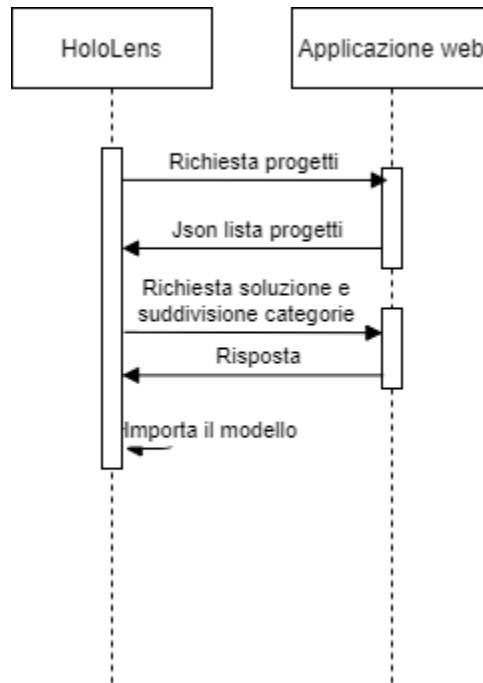 HoloLens
Applicazione web
Richiesta progetti
Json lista progetti
Richiesta soluzione e
suddivisione categorie
Risposta
Importa il modello